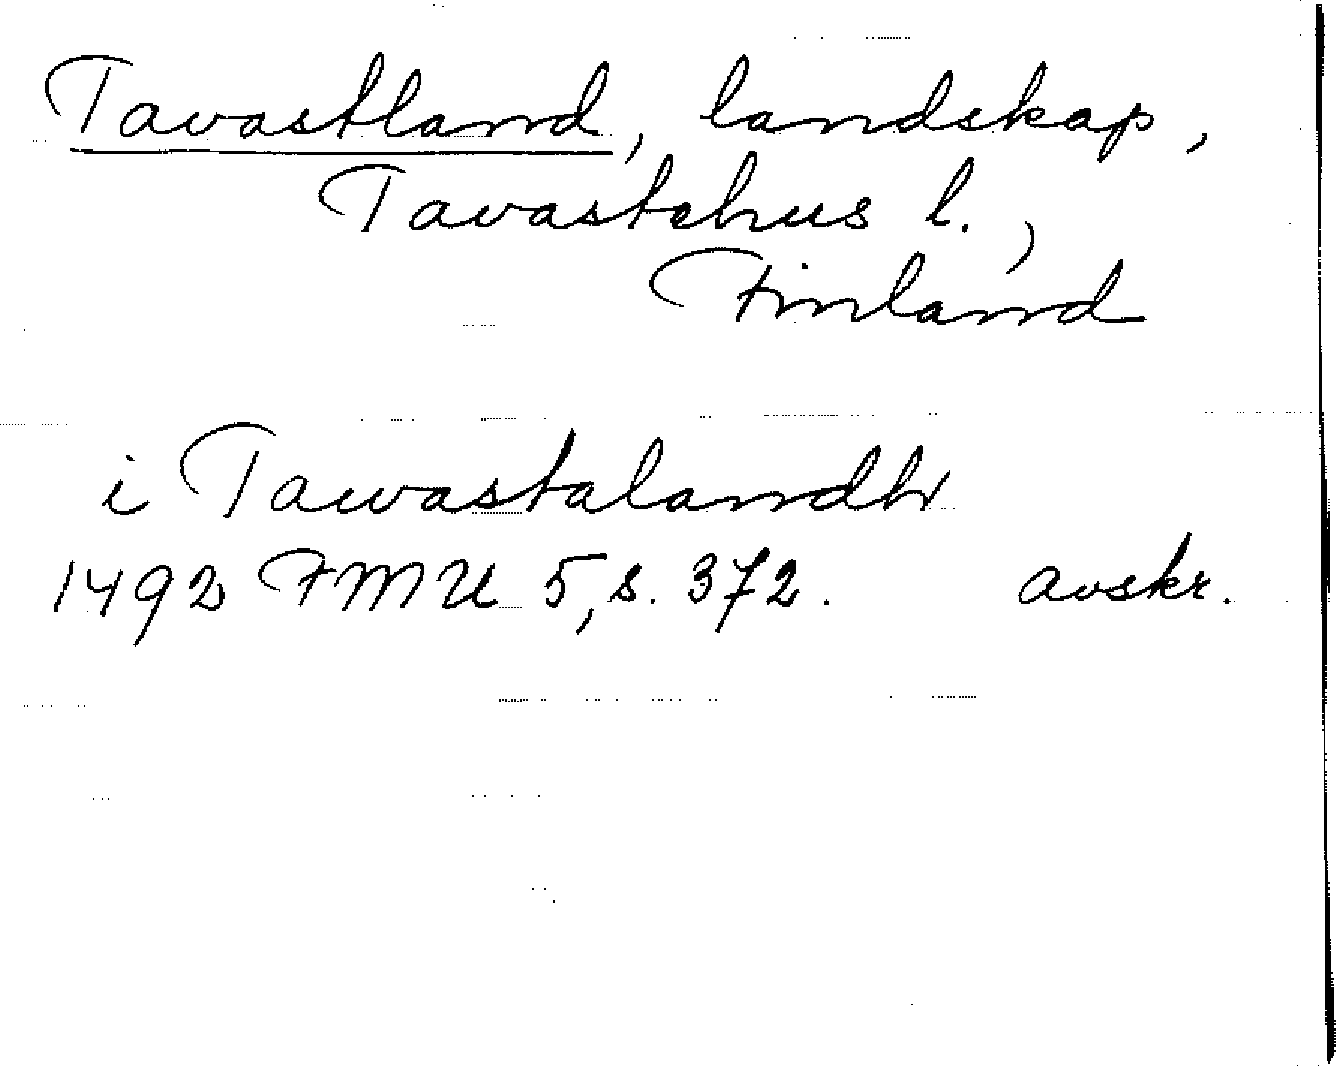 Tavastland, landskap,
Tavastehus l.,
Finland
i Tawastalandh
1492 FMU 5, s. 372. avskr.